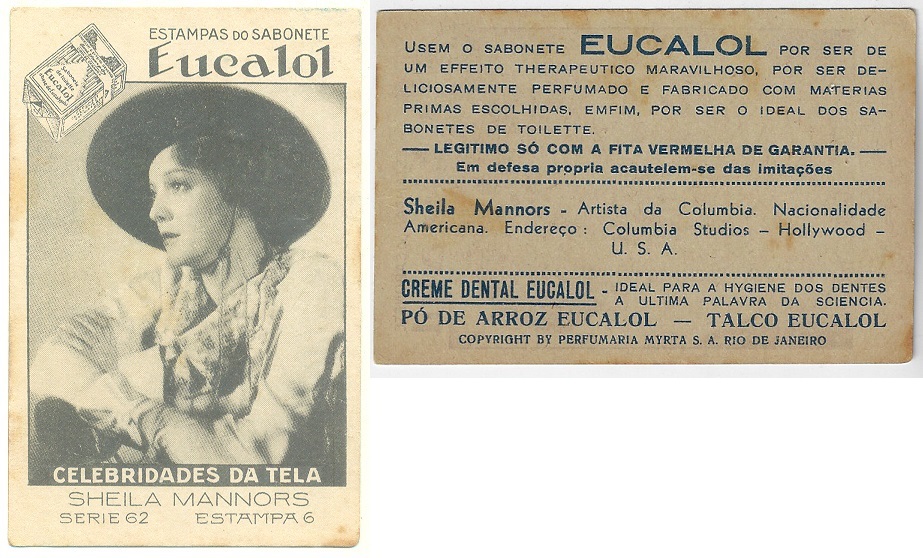 ESTAMPAS DO SABONETE
Eucalol
Eucalol
CELEBRIDADES DA TELA
SHEILA MANNORS
SERIE 62 ESTAMPA 6
USEM O SABONETE EUCALOL POR SER DE
UM EFFEITO THERAPEUTICO MARAVILHOSO, POR SER DE-
LICIOSAMENTE PERFUMADO E FABRICADO COM MATERIAS
PRIMAS ESCOLHIDAS, EMFIM, POR SER O IDEAL DOS SA-
BONETES DE TOILETTE.
— LEGITIMO SÓ COM A FITA VERMELHA DE GARANTIA. —
Em defesa propria acautelem-se das imitações
Sheila Mannors - Artista da Columbia. Nacionalidade
Americana. Endereço : Columbia Studios – Hollywood –
U. S. A.
CREME DENTAL EUCALOL - IDEAL PARA A HYGIENE DOS DENTES
A ULTIMA PALAVRA DA SCIENCIA.
PÓ DE ARROZ EUCALOL — TALCO EUCALOL
COPYRIGHT BY PERFUMARIA MYRTA S. A. RIO DE JANEIRO